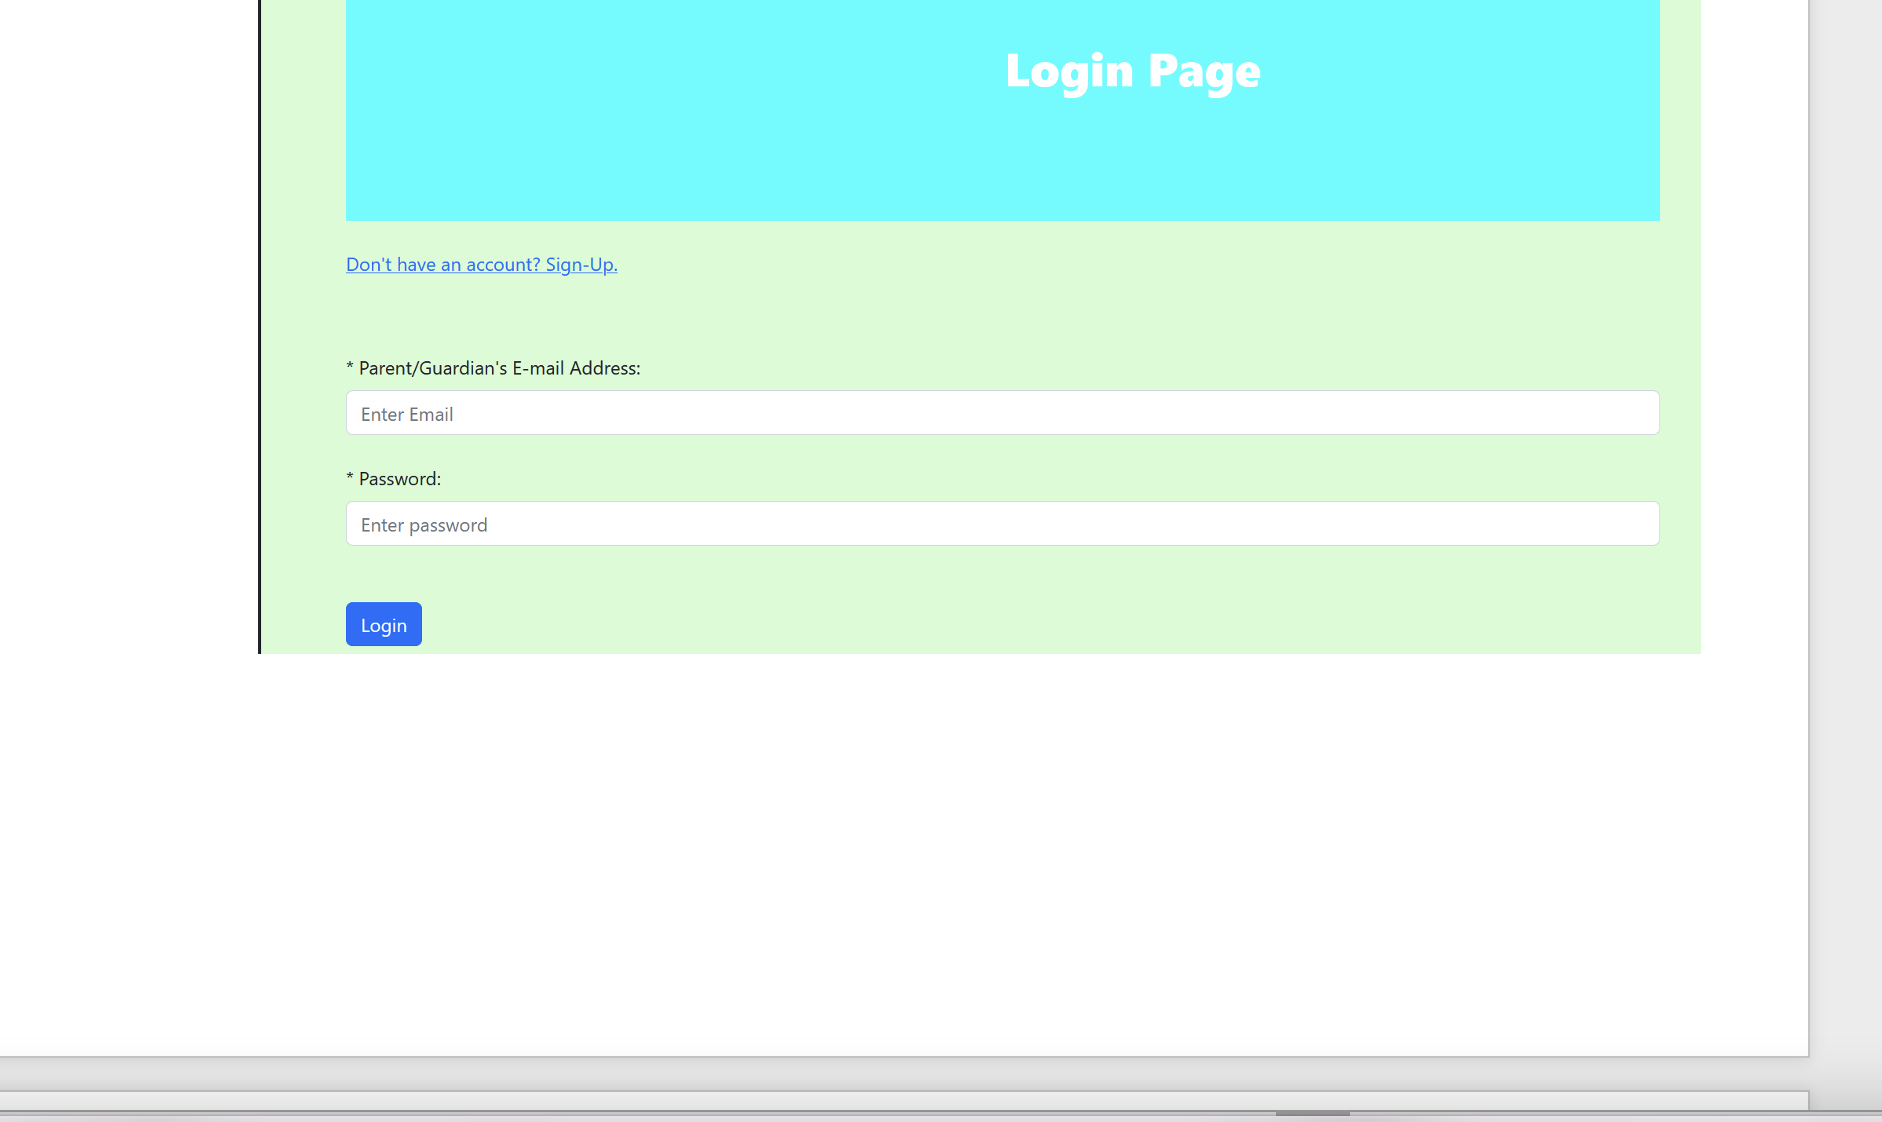 Login Page
Don't have an account? Sign-Up.
* Parent/Guardian's E-mail Address:
Enter Email
* Password:
Enter password
Login